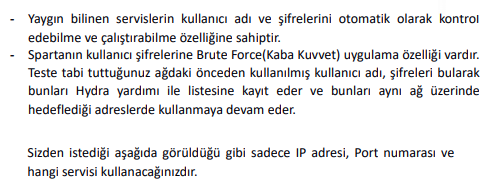 - Yaygın bilinen servislerin kullanıcı adı ve şifrelerini otomatik olarak kontrol
edebilme ve çalıştırabilme özelliğine sahiptir.
- Spartanın kullanıcı şifrelerine Brute Force(Kaba Kuvvet) uygulama özelliği vardır.
Teste tabi tuttuğunuz ağdaki önceden kullanılmış kullanıcı adı, şifreleri bularak
bunları Hydra yardımı ile listesine kayıt eder ve bunları aynı ağ üzerinde
hedeflediği adreslerde kullanmaya devam eder.
Sizden istediği aşağıda görüldüğü gibi sadece IP adresi, Port numarası ve
hangi servisi kullanacağınızdır.